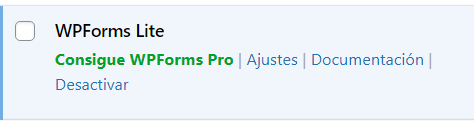 WPForms Lite
Consigue WPForms Pro | Ajustes | Documentación |
Desactivar